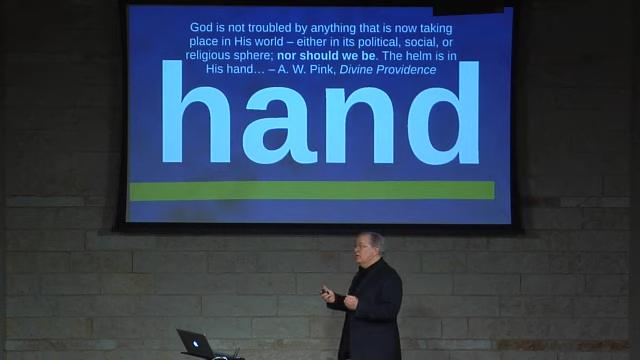 God is not troubled by anything that is now taking
place in His world – either in its political, social, or
religious sphere; nor should we be. The helm is in
His hand… – A. W. Pink, Divine Providence
hand